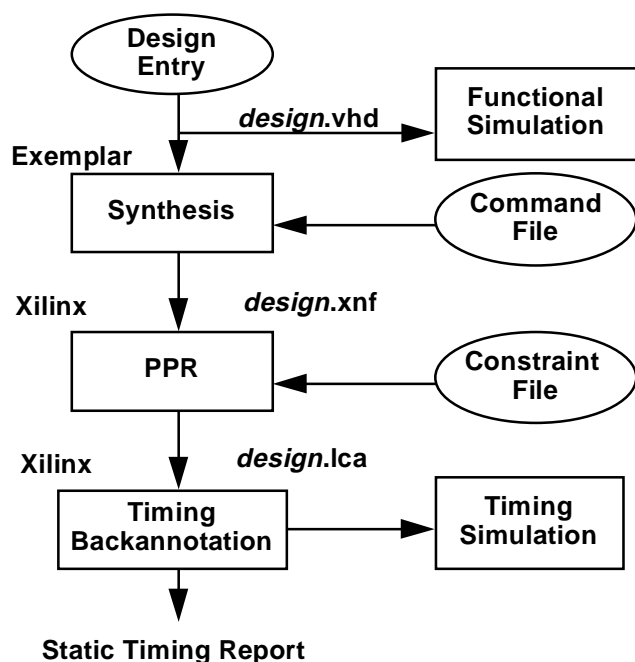 Design
Entry
design.vhd
Functional
Simulation
Exemplar
Synthesis
Command
File
Xilinx
design.xnf
PPR
Constraint
File
Xilinx
design.lca
Timing
Backannotation
Timing
Simulation
Static Timing Report